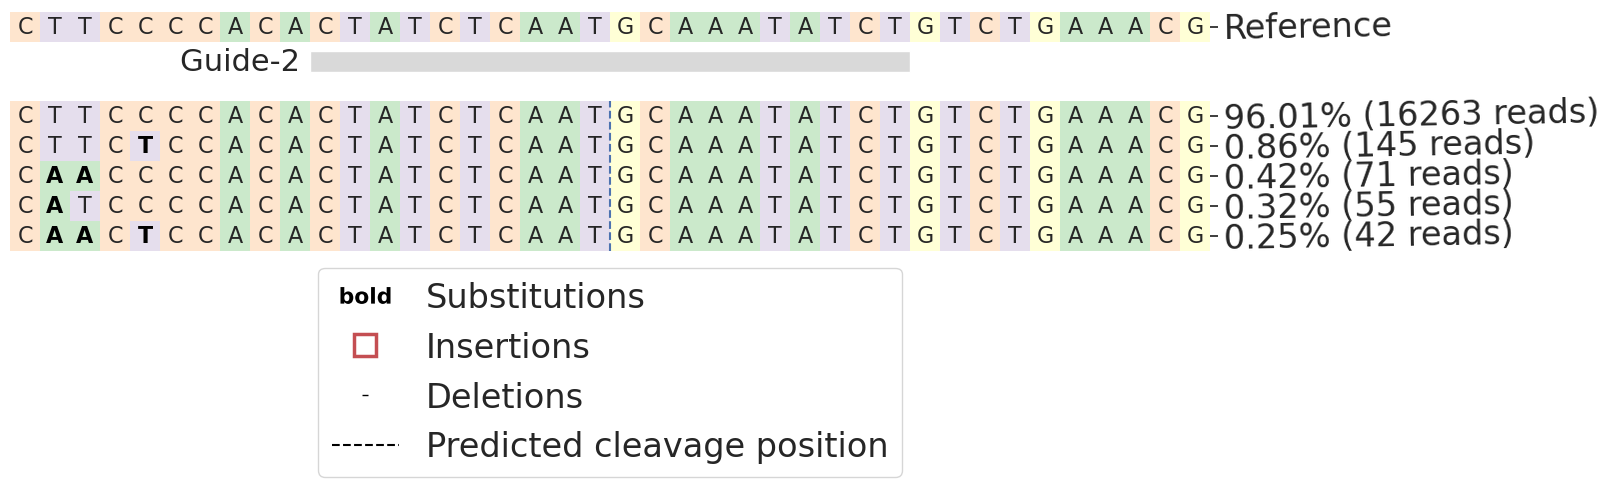 C T T C C C C A C A C T A T C T C A A T G C A A A T A T C T G T C T G A A A C G Reference
Guide-2
C T T C C C C A C A C T A T C T C A A T G C A A A T A T C T G T C T G A A A C G 96.01% (16263 reads)
C T T C T C C A C A C T A T C T C A A T G C A A A T A T C T G T C T G A A A C G 0.86% (145 reads)
C A A C C C C A C A C T A T C T C A A T G C A A A T A T C T G T C T G A A A C G 0.42% (71 reads)
C A T C C C C A C A C T A T C T C A A T G C A A A T A T C T G T C T G A A A C G 0.32% (55 reads)
C A A C T C C A C A C T A T C T C A A T G C A A A T A T C T G T C T G A A A C G 0.25% (42 reads)
bold Substitutions
Insertions
- Deletions
Predicted cleavage position